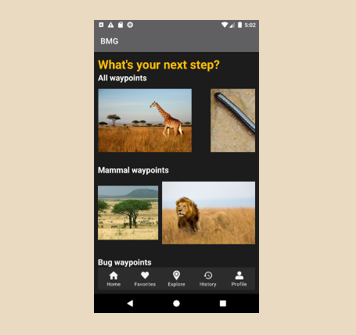 5:02
BMG
What's your next step?
All waypoints
Mammal waypoints
Bug waypoints
Home Favorites Explore History Profile